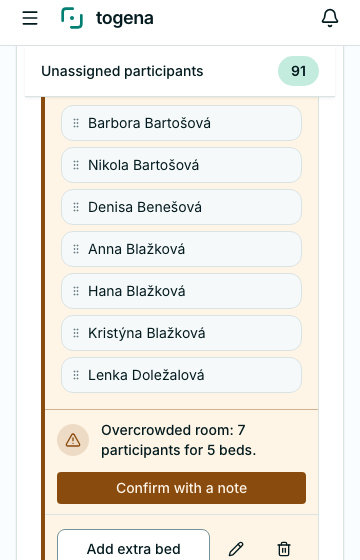 togena
Unassigned participants
91
Barbora Bartošová
Nikola Bartošová
Denisa Benešová
Anna Blažková
Hana Blažková
Kristýna Blažková
Lenka Doležalová
Overcrowded room: 7
participants for 5 beds.
Confirm with a note
Add extra bed